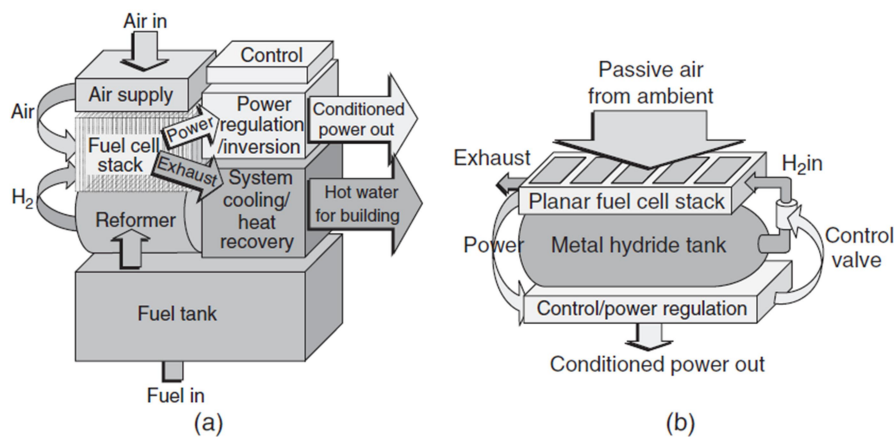 Air in
Control
Air supply
Air
Power
regulation
/inversion
Conditioned
power out
Power
Fuel cell
stack
Exhaust
H₂
System
cooling/
heat
recovery
Hot water
for building
Reformer
Fuel tank
Fuel in
(a)
Passive air
from ambient
Exhaust
H₂in
Planar fuel cell stack
Power
Metal hydride tank
Control
valve
Control/power regulation
Conditioned power out
(b)